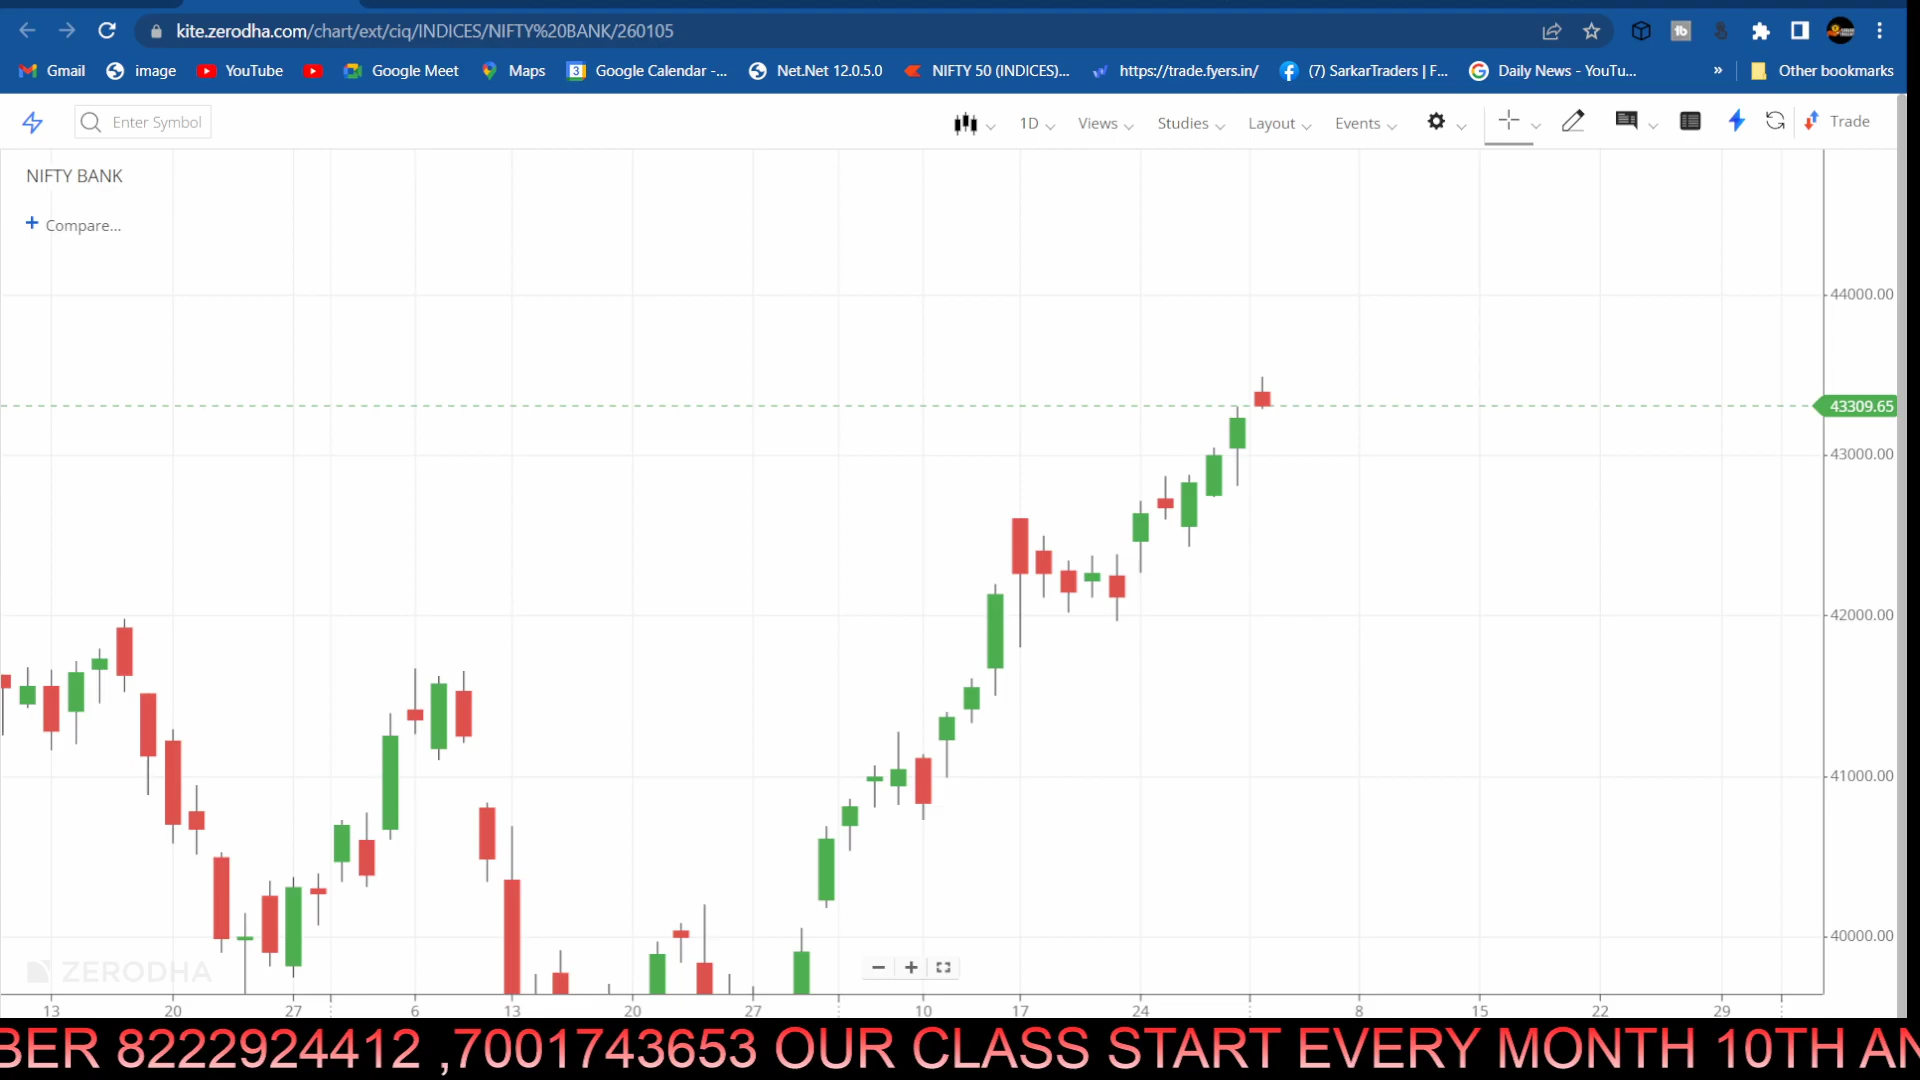 kite.zerodha.com/chart/ext/ciq/INDICES/NIFTY%20BANK/260105
Gmail image YouTube Google Meet Maps Google Calendar -... Net.Net 12.0.5.0 NIFTY 50 (INDICES)... https://trade.fyers.in/ (7) SarkarTraders | F... Daily News - YouTu... » Other bookmarks
Enter Symbol 1D Views Studies Layout Events Trade
NIFTY BANK
+ Compare...
44000.00
43309.65
43000.00
42000.00
41000.00
40000.00
ZERODHA
13 20 27 6 13 20 27 10 17 24 8 15 22 29
BER 8222924412 ,7001743653 OUR CLASS START EVERY MONTH 10TH AN